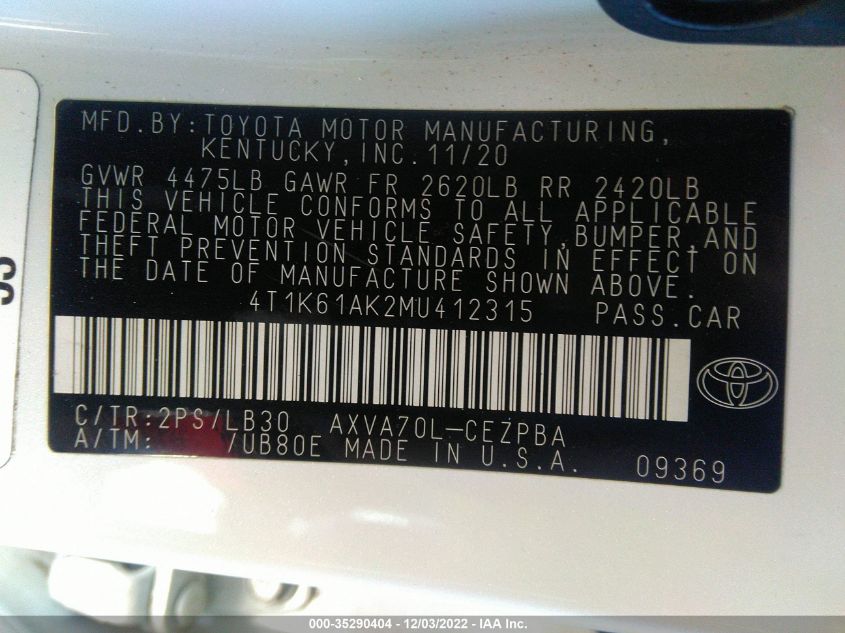 MFD.BY:TOYOTA MOTOR MANUFACTURING,
KENTUCKY,INC.11/20
GVWR 4475LB GAWR FR 2620LB RR 2420LB
THIS VEHICLE CONFORMS TO ALL APPLICABLE
FEDERAL MOTOR VEHICLE SAFETY,BUMPER,AND
THEFT PREVENTION STANDARDS IN EFFECT ON
THE DATE OF MANUFACTURE SHOWN ABOVE.
4T1K61AK2MU412315 PASS.CAR
C/TR:2PS/LB30 AXVA70L-CEZPBA
A/TM: /UB80E MADE IN U.S.A. 09369
000-35290404 - 12/03/2022 - IAA Inc.